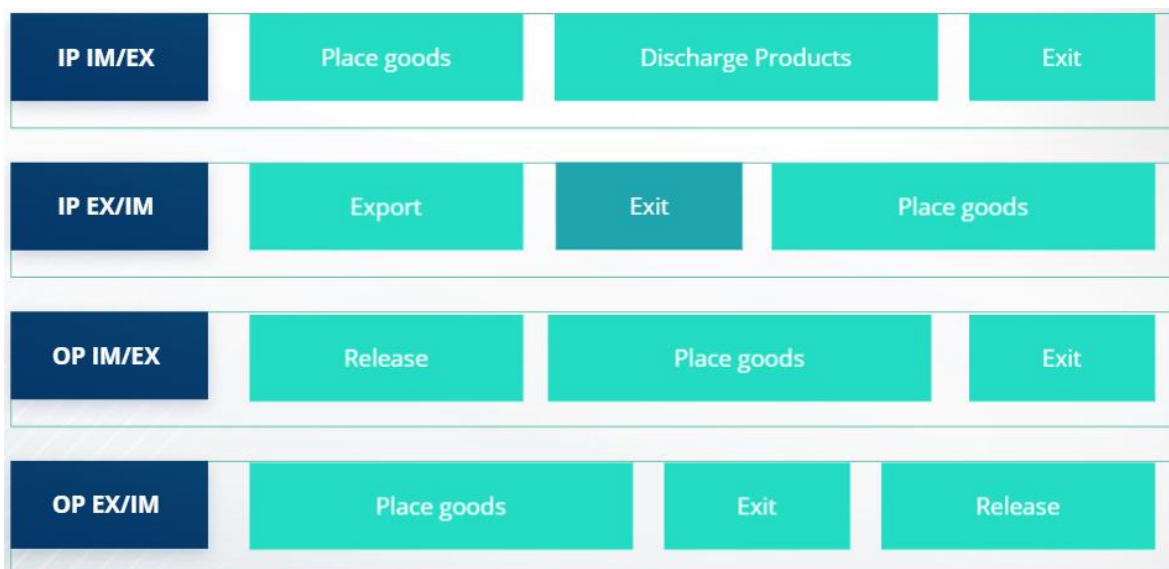 IP IM/EX Place goods Discharge Products Exit
IP EX/IM Export Exit Place goods
OP IM/EX Release Place goods Exit
OP EX/IM Place goods Exit Release